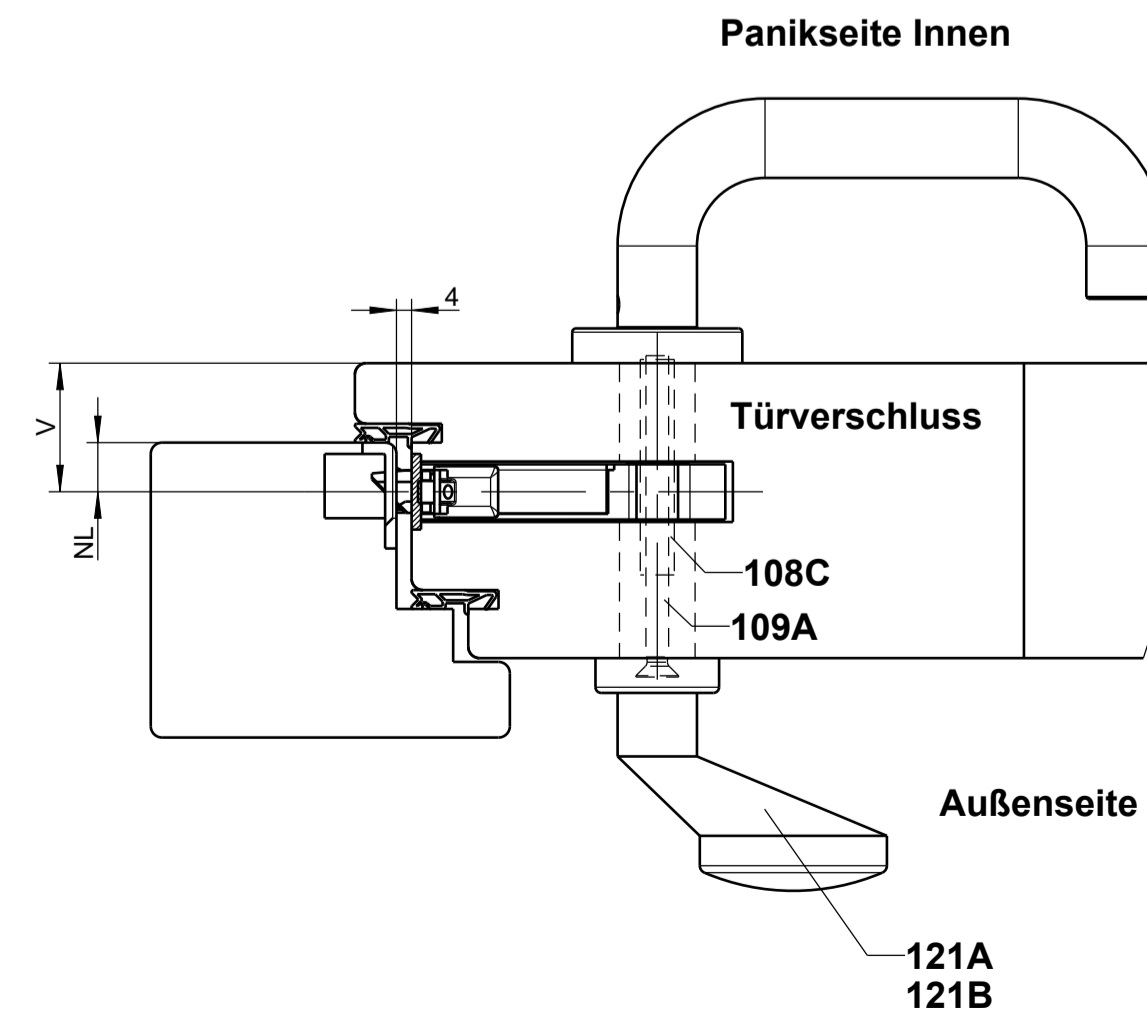 Panikseite Innen
4
V
Türverschluss
NL
108C
109A
Außenseite
121A
121B